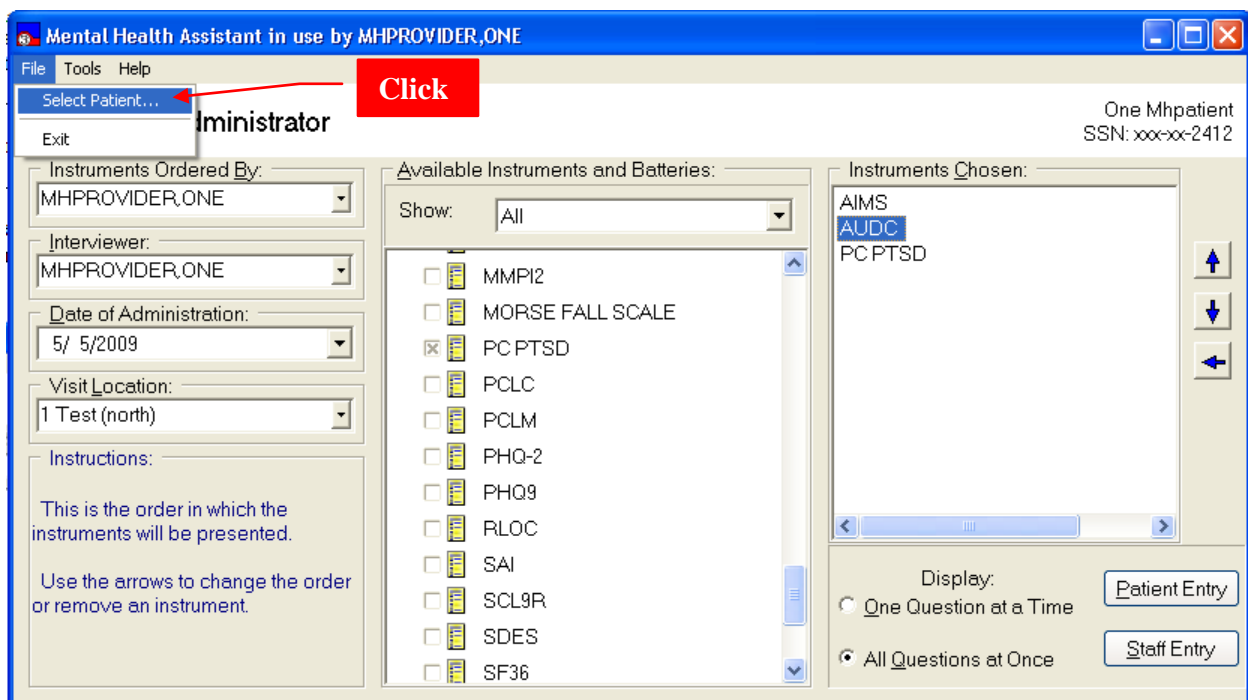 Mental Health Assistant in use by MHPROVIDER,ONE
File Tools Help
Select Patient...
Exit
Click
One Mhpatient
SSN: xxx-xx-2412
Instruments Ordered By:
MHPROVIDER,ONE
Interviewer:
MHPROVIDER,ONE
Date of Administration:
5/ 5/2009
Visit Location:
1 Test (north)
Instructions:
This is the order in which the
instruments will be presented.
Use the arrows to change the order
or remove an instrument.
Available Instruments and Batteries:
Show: All
MMPI2
MORSE FALL SCALE
PC PTSD
PCLC
PCLM
PHQ-2
PHQ9
RLOC
SAI
SCL9R
SDES
SF36
Instruments Chosen:
AIMS
AUDC
PC PTSD
Display:
One Question at a Time
All Questions at Once
Patient Entry
Staff Entry